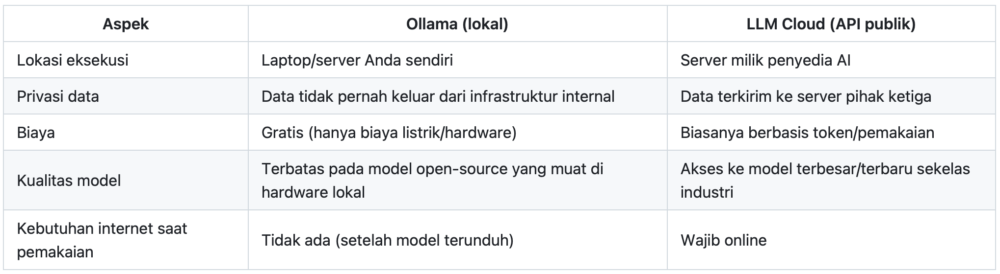 Aspek
Ollama (lokal)
LLM Cloud (API publik)
Lokasi eksekusi
Laptop/server Anda sendiri
Server milik penyedia AI
Privasi data
Data tidak pernah keluar dari infrastruktur internal
Data terkirim ke server pihak ketiga
Biaya
Gratis (hanya biaya listrik/hardware)
Biasanya berbasis token/pemakaian
Kualitas model
Terbatas pada model open-source yang muat di
hardware lokal
Akses ke model terbesar/terbaru sekelas
industri
Kebutuhan internet saat
pemakaian
Tidak ada (setelah model terunduh)
Wajib online